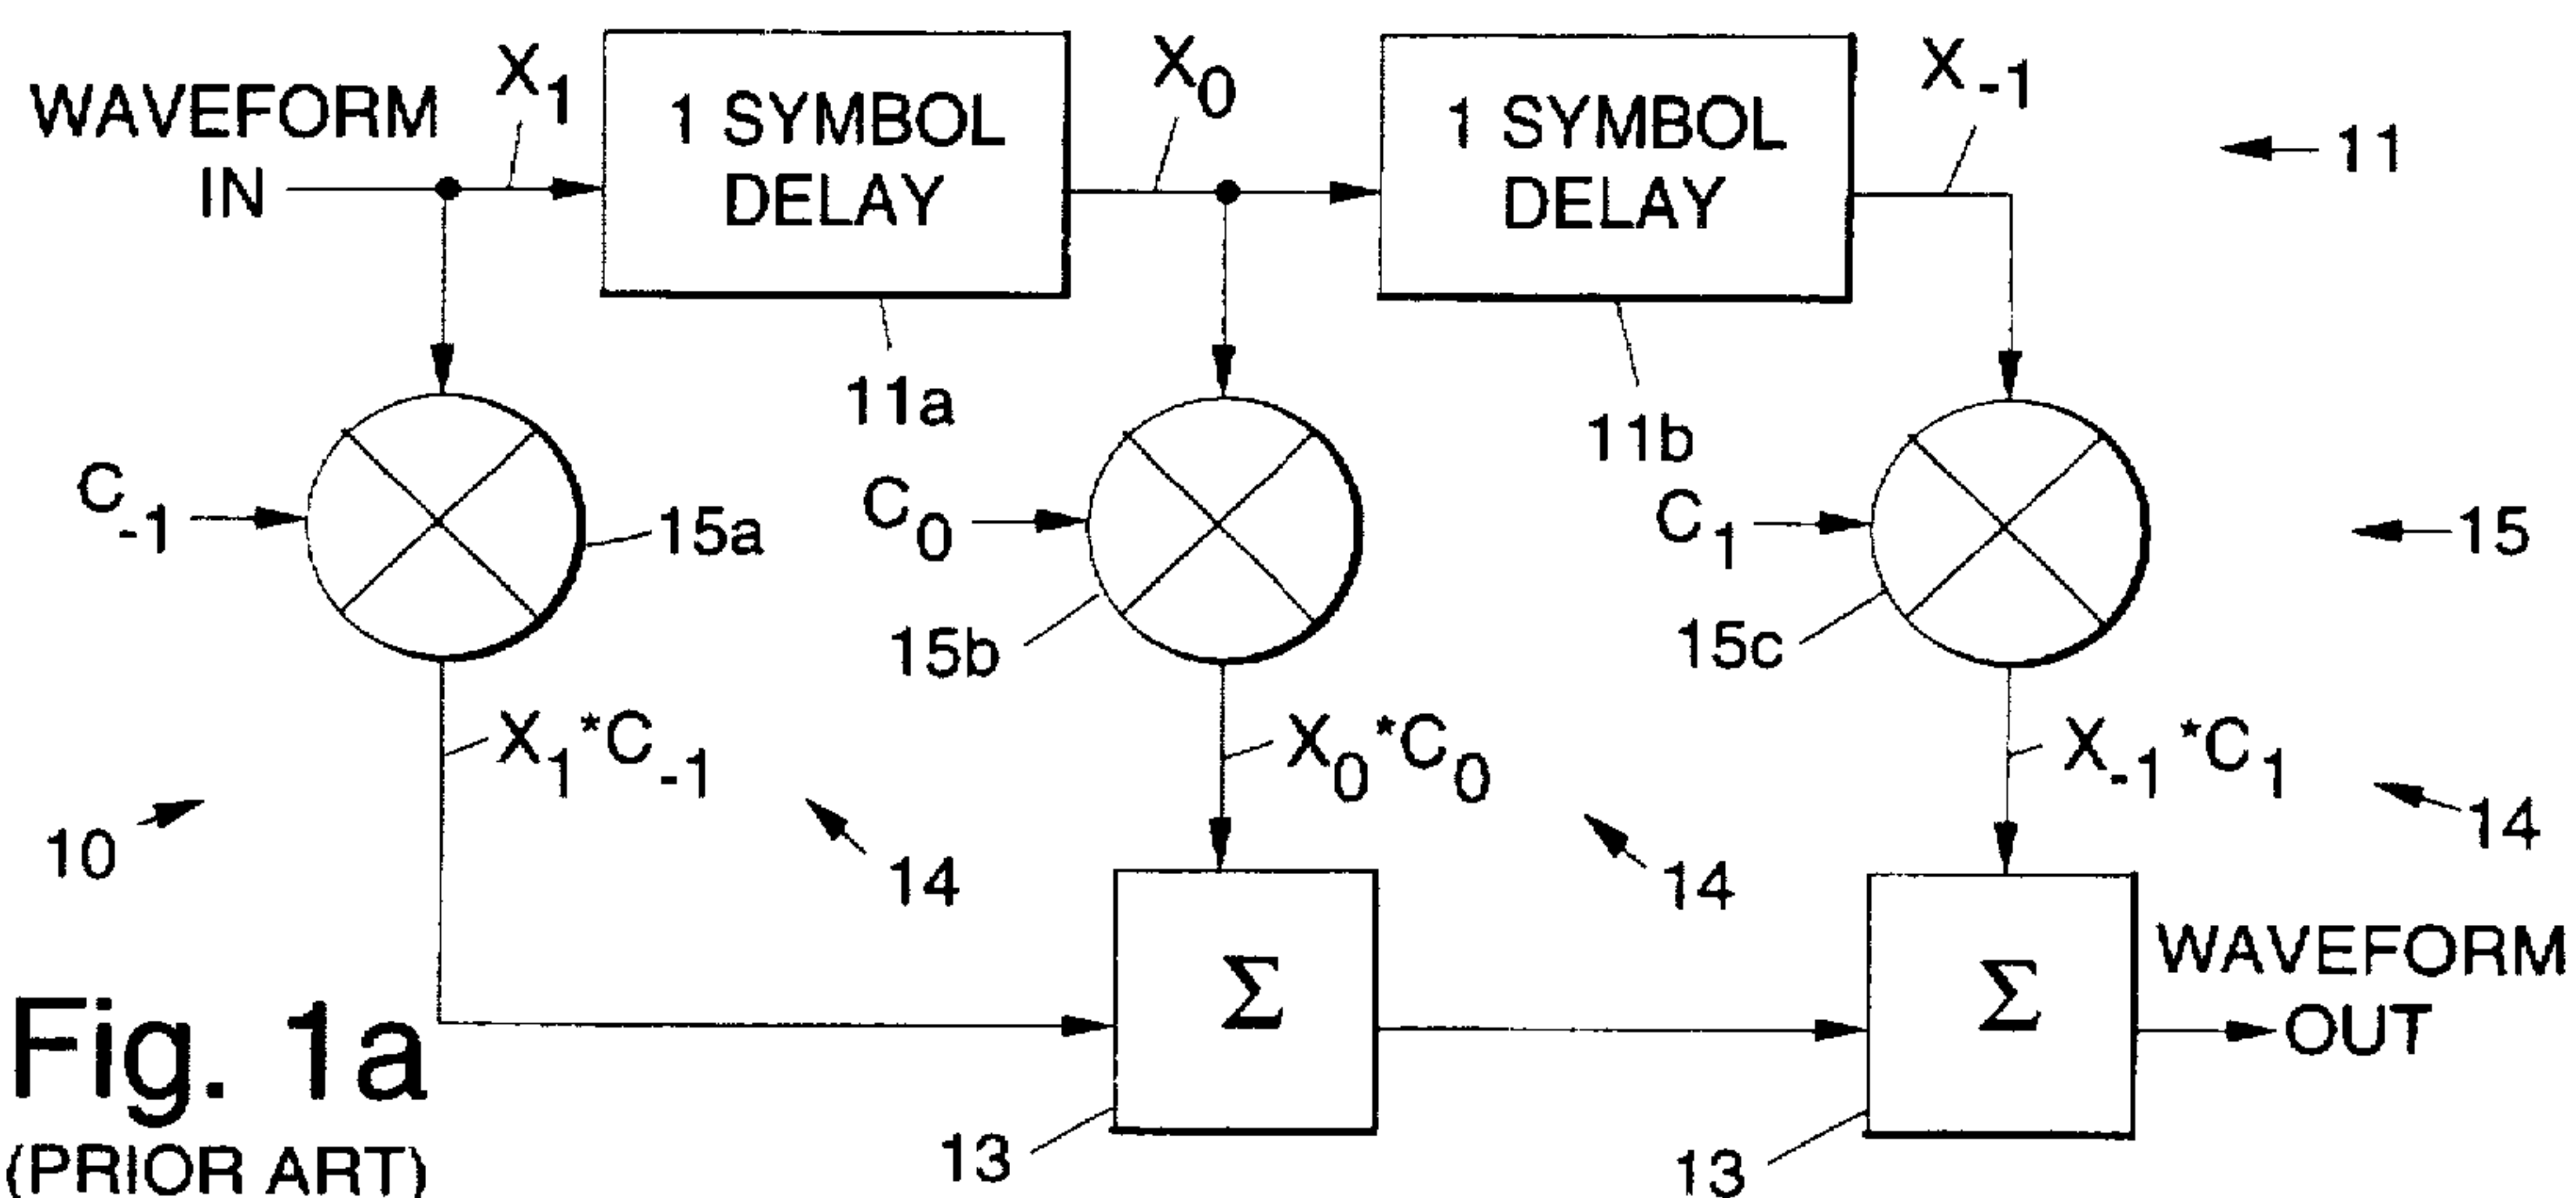 WAVEFORM
IN
X₁
1 SYMBOL
DELAY
X₀
1 SYMBOL
DELAY
X₋₁
11
11a
11b
C₋₁
15a
C₀
15b
C₁
15c
15
X₁*C₋₁
X₀*C₀
X₋₁*C₁
10
14
14
14
Σ
Σ
WAVEFORM
OUT
13
13
Fig. 1a
(PRIOR ART)